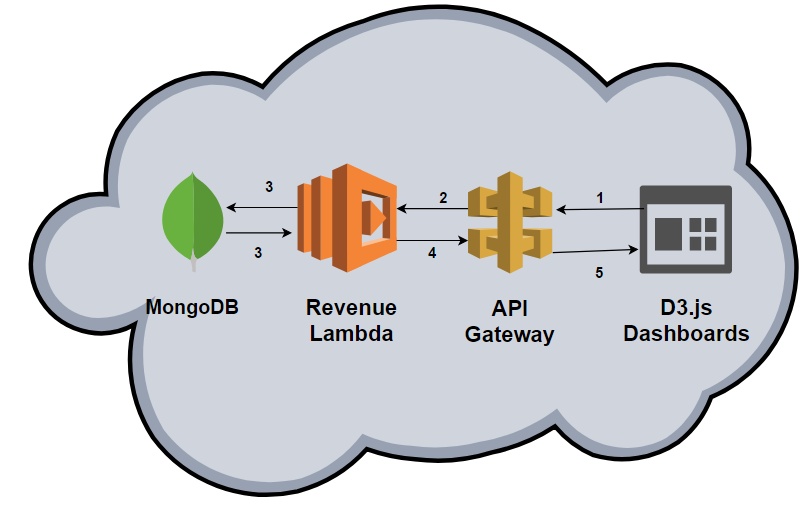 3
2
1
3
4
5
MongoDB
Revenue
Lambda
API
Gateway
D3.js
Dashboards